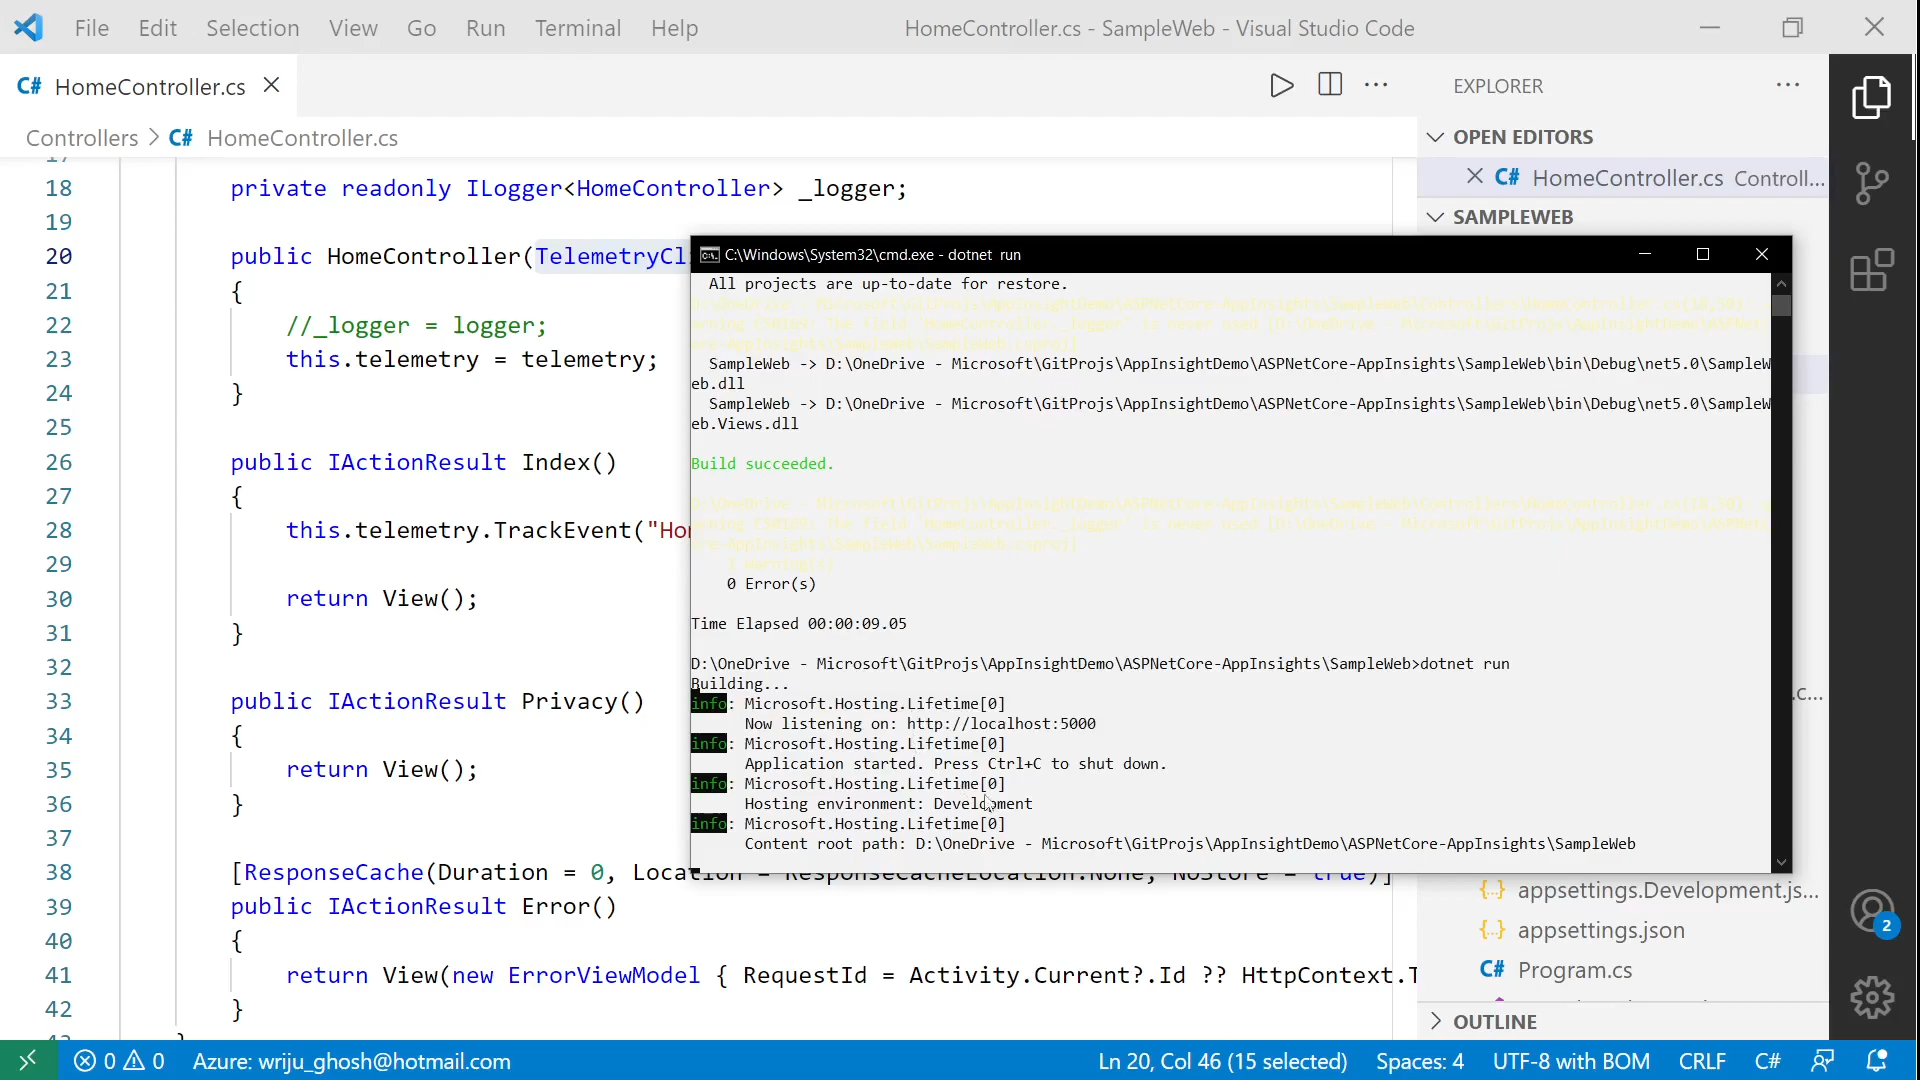 File Edit Selection View Go Run Terminal Help
HomeController.cs - SampleWeb - Visual Studio Code
C# HomeController.cs
Controllers > C# HomeController.cs
17
18 private readonly ILogger<HomeController> _logger;
19
20 public HomeController(TelemetryCl
21 {
22 //_logger = logger;
23 this.telemetry = telemetry;
24 }
25
26 public IActionResult Index()
27 {
28 this.telemetry.TrackEvent("Ho
29
30 return View();
31 }
32
33 public IActionResult Privacy()
34 {
35 return View();
36 }
37
38 [ResponseCache(Duration = 0, Location = ResponseCacheLocation.None, NoStore = true)]
39 public IActionResult Error()
40 {
41 return View(new ErrorViewModel { RequestId = Activity.Current?.Id ?? HttpContext.T
42 }
C:\Windows\System32\cmd.exe - dotnet run
All projects are up-to-date for restore.
SampleWeb -> D:\OneDrive - Microsoft\GitProjs\AppInsightDemo\ASPNetCore-AppInsights\SampleWeb\bin\Debug\net5.0\SampleW
eb.dll
SampleWeb -> D:\OneDrive - Microsoft\GitProjs\AppInsightDemo\ASPNetCore-AppInsights\SampleWeb\bin\Debug\net5.0\SampleW
eb.Views.dll
Build succeeded.
0 Error(s)
Time Elapsed 00:00:09.05
D:\OneDrive - Microsoft\GitProjs\AppInsightDemo\ASPNetCore-AppInsights\SampleWeb>dotnet run
Building...
info: Microsoft.Hosting.Lifetime[0]
Now listening on: http://localhost:5000
info: Microsoft.Hosting.Lifetime[0]
Application started. Press Ctrl+C to shut down.
info: Microsoft.Hosting.Lifetime[0]
Hosting environment: Development
info: Microsoft.Hosting.Lifetime[0]
Content root path: D:\OneDrive - Microsoft\GitProjs\AppInsightDemo\ASPNetCore-AppInsights\SampleWeb
EXPLORER
OPEN EDITORS
C# HomeController.cs Controll...
SAMPLEWEB
.c...
{..} appsettings.Development.js...
{..} appsettings.json
C# Program.cs
OUTLINE
2
0 0 Azure: wriju_ghosh@hotmail.com
Ln 20, Col 46 (15 selected) Spaces: 4 UTF-8 with BOM CRLF C#